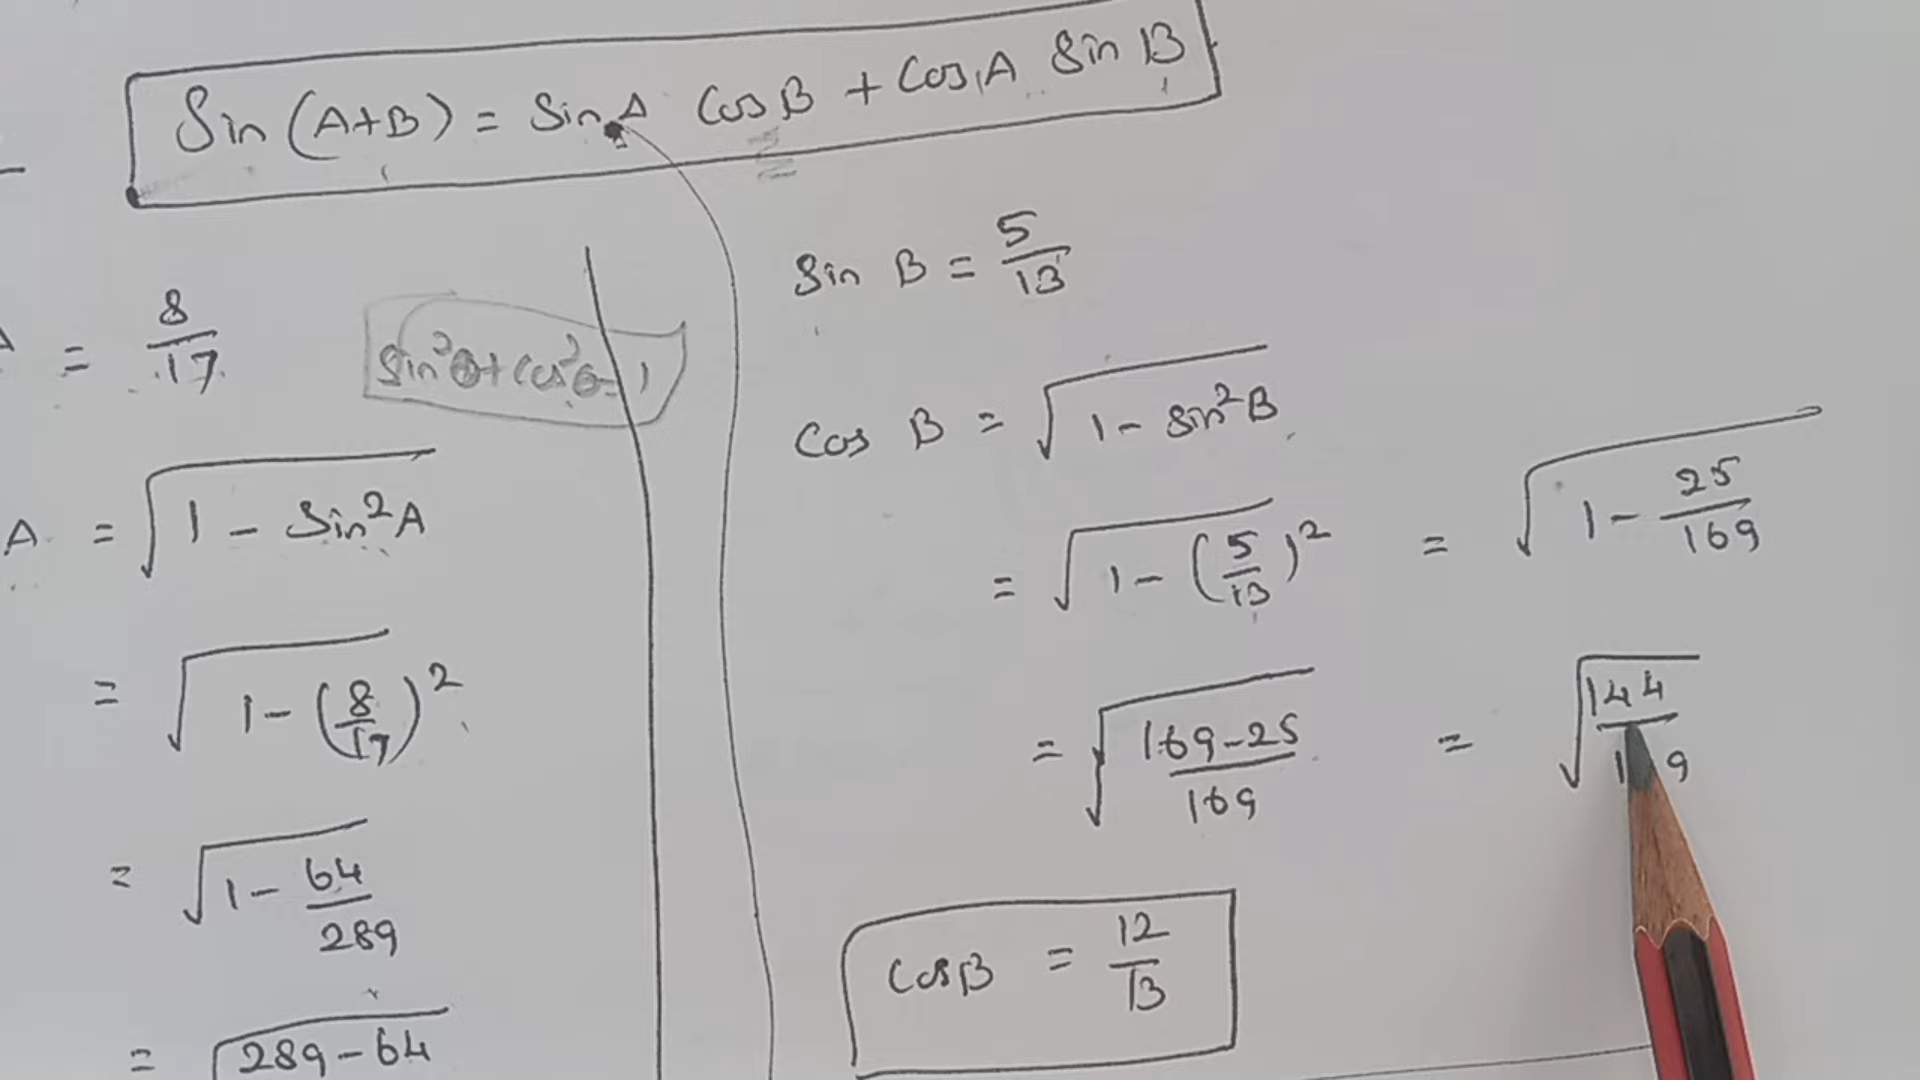 Sin (A+B) = Sin A Cos B + Cos A Sin B
= 8/17
sin²θ + cos²θ = 1
A = √(1 - Sin²A)
= √(1 - (8/17)²)
= √(1 - 64/289)
= √(289 - 64
Sin B = 5/13
Cos B = √(1 - sin²B)
= √(1 - (5/13)²) = √(1 - 25/169)
= √((169 - 25)/169) = √(144/169)
Cos B = 12/13